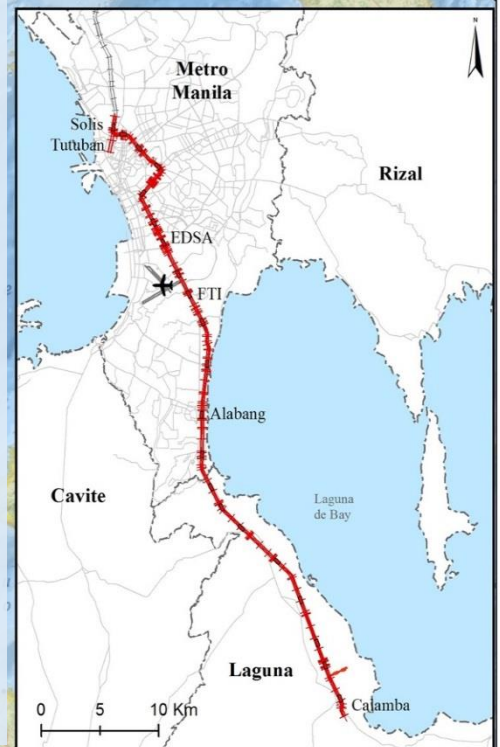 N
Metro
Manila
Solis
Tutuban
Rizal
EDSA
FTI
Alabang
Cavite
Laguna
de Bay
Laguna
0 5 10 Km
Calamba